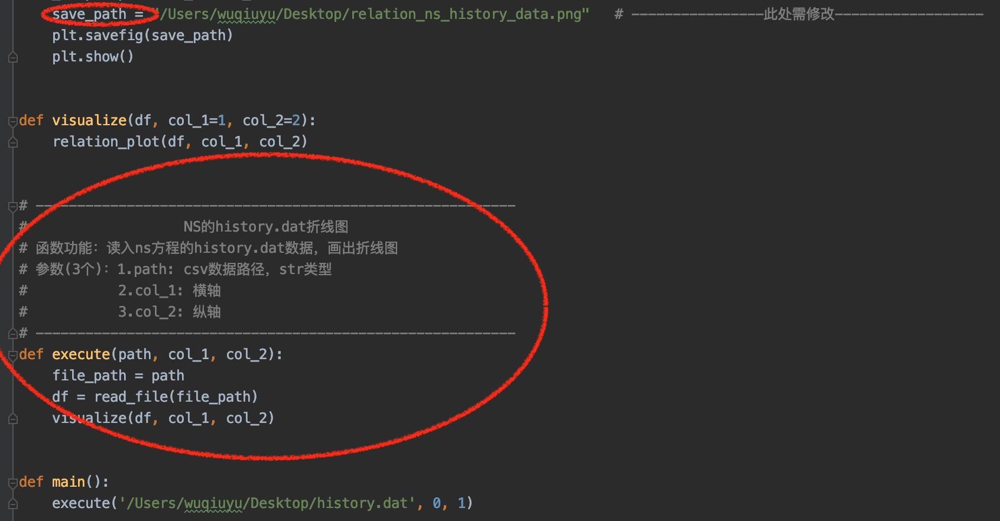 save_path = "/Users/wuqiuyu/Desktop/relation_ns_history_data.png"   # ----------------此处需修改------------------
plt.savefig(save_path)
plt.show()
def visualize(df, col_1=1, col_2=2):
relation_plot(df, col_1, col_2)
# ----------------------------------------------------------
# NS的history.dat折线图
# 函数功能：读入ns方程的history.dat数据，画出折线图
# 参数(3个)：1.path: csv数据路径，str类型
# 2.col_1: 横轴
# 3.col_2: 纵轴
# ----------------------------------------------------------
def execute(path, col_1, col_2):
file_path = path
df = read_file(file_path)
visualize(df, col_1, col_2)
def main():
execute('/Users/wuqiuyu/Desktop/history.dat', 0, 1)